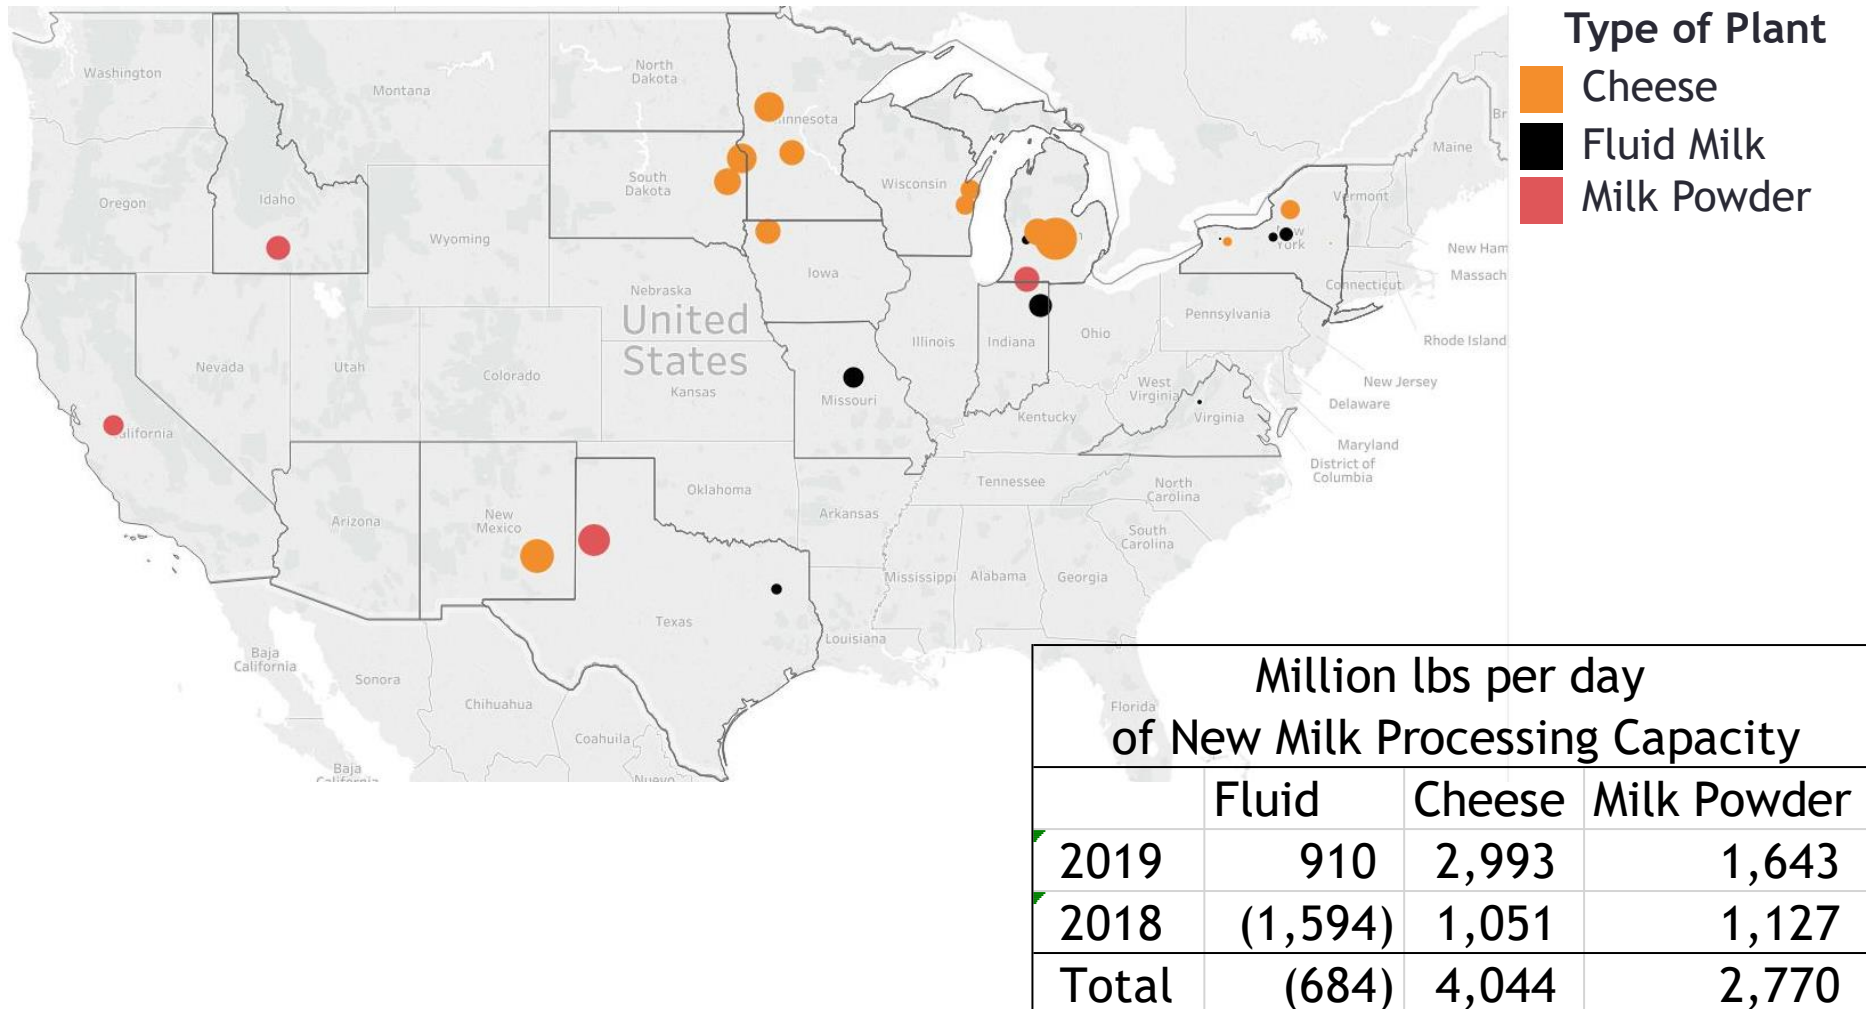 Type of Plant
Cheese
Fluid Milk
Milk Powder
Washington
Montana
North
Dakota
innesota
Maine
Oregon
Idaho
South
Dakota
Wisconsin
Vermont
Wyoming
New Ham
York
Iowa
Massach
Connecticut
Nebraska
United
States
Pennsylvania
Rhode Island
Illinois
Indiana
Ohio
Nevada
Utah
Colorado
Kansas
Missouri
West
Virginia
New Jersey
Delaware
Kentucky
Virginia
alifornia
Maryland
District of
Columbia
Oklahoma
Tennessee
North
Carolina
Arizona
New
Mexico
Arkansas
South
Carolina
Mississippi
Alabama
Georgia
Texas
Louisiana
Baja
California
Sonora
Chihuahua
Coahuila
Nuevo
Baja
California
Florida
Million lbs per day
of New Milk Processing Capacity
Fluid Cheese Milk Powder
2019 910 2,993 1,643
2018 (1,594) 1,051 1,127
Total (684) 4,044 2,770